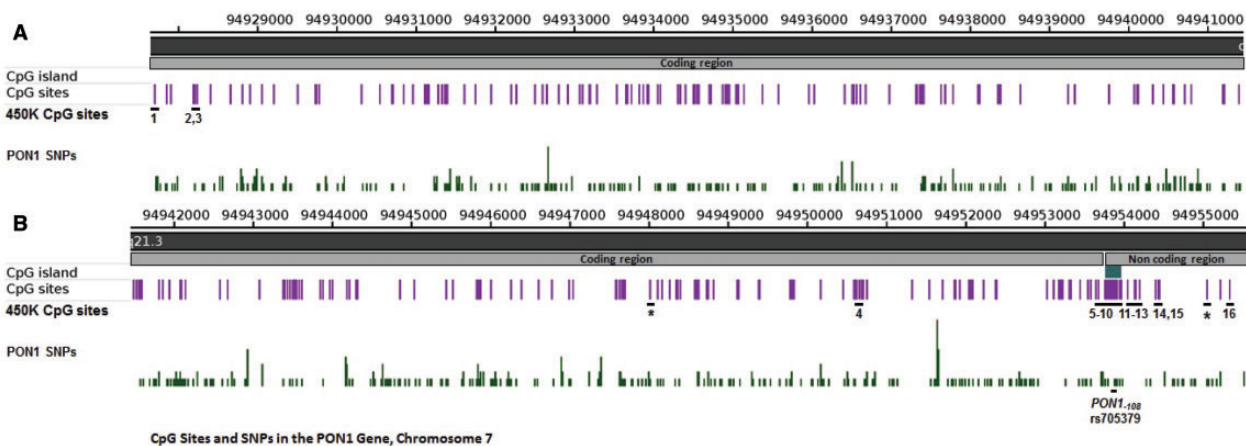 A
94929000 94930000 94931000 94932000 94933000 94934000 94935000 94936000 94937000 94938000 94939000 94940000 94941000
Coding region
CpG island
CpG sites
450K CpG sites
1 2,3
PON1 SNPs
B
94942000 94943000 94944000 94945000 94946000 94947000 94948000 94949000 94950000 94951000 94952000 94953000 94954000 94955000
q21.3
Coding region Non coding region
CpG island
CpG sites
450K CpG sites
* 4 5-10 11-13 14,15 * 16
PON1 SNPs
PON1-108
rs705379
CpG Sites and SNPs in the PON1 Gene, Chromosome 7